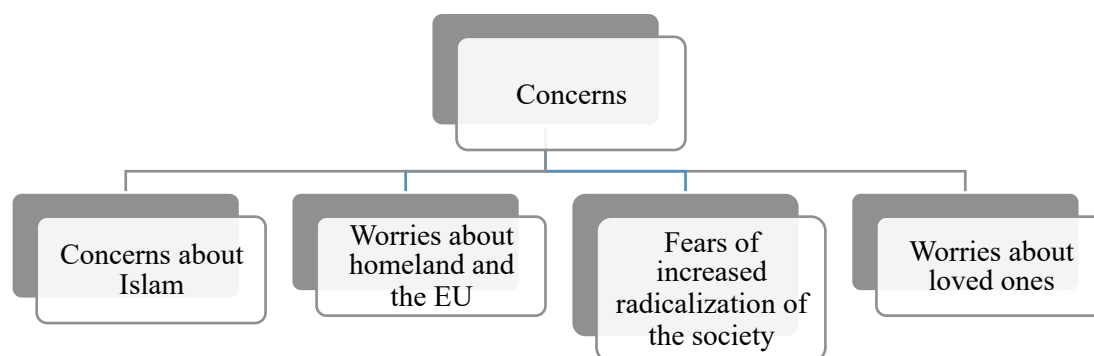 Concerns
Concerns about
Islam
Worries about
homeland and
the EU
Fears of
increased
radicalization of
the society
Worries about
loved ones